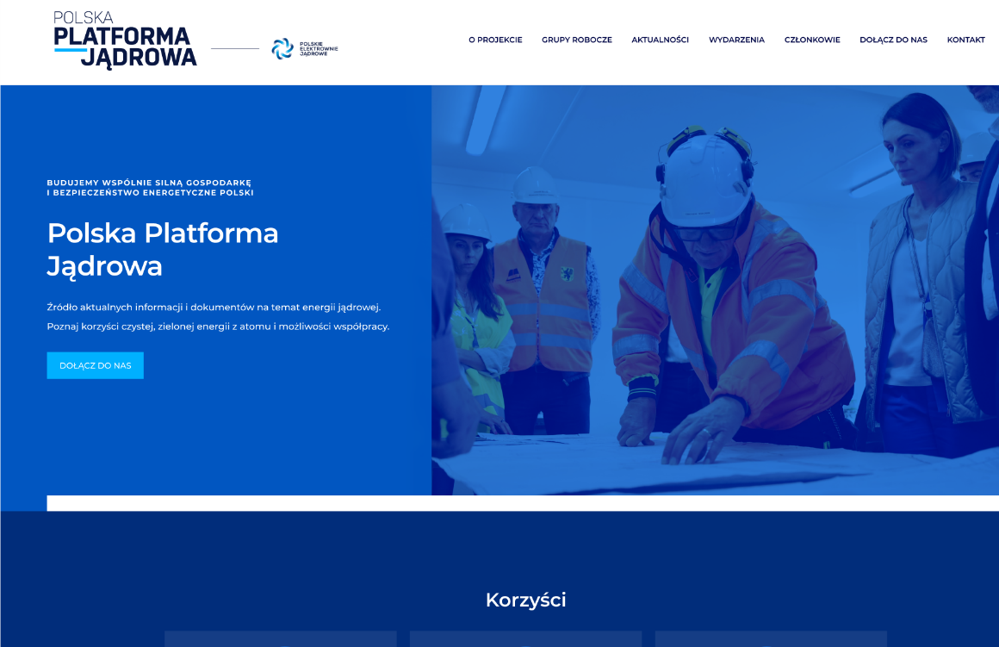 POLSKA
PLATFORMA
JĄDROWA
POLSKIE
ELEKTROWNIE
JĄDROWE
O PROJEKCIE GRUPY ROBOCZE AKTUALNOŚCI WYDARZENIA CZŁONKOWIE DOŁĄCZ DO NAS KONTAKT
BUDUJEMY WSPÓLNIE SILNĄ GOSPODARKĘ
I BEZPIECZEŃSTWO ENERGETYCZNE POLSKI
Polska Platforma
Jądrowa
Źródło aktualnych informacji i dokumentów na temat energii jądrowej.
Poznaj korzyści czystej, zielonej energii z atomu i możliwości współpracy.
DOŁĄCZ DO NAS
Korzyści